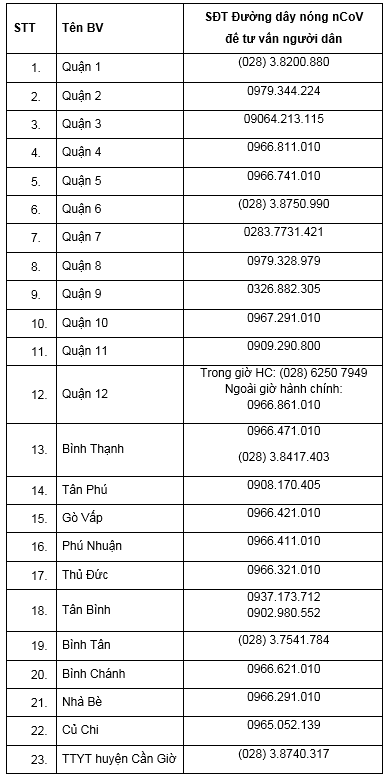 STT Tên BV SĐT Đường dây nóng nCoV
để tư vấn người dân
1. Quận 1 (028) 3.8200.880
2. Quận 2 0979.344.224
3. Quận 3 09064.213.115
4. Quận 4 0966.811.010
5. Quận 5 0966.741.010
6. Quận 6 (028) 3.8750.990
7. Quận 7 0283.7731.421
8. Quận 8 0979.328.979
9. Quận 9 0326.882.305
10. Quận 10 0967.291.010
11. Quận 11 0909.290.800
12. Quận 12 Trong giờ HC: (028) 6250 7949
Ngoài giờ hành chính:
0966.861.010
13. Bình Thạnh 0966.471.010
(028) 3.8417.403
14. Tân Phú 0908.170.405
15. Gò Vấp 0966.421.010
16. Phú Nhuận 0966.411.010
17. Thủ Đức 0966.321.010
18. Tân Bình 0937.173.712
0902.980.552
19. Bình Tân (028) 3.7541.784
20. Bình Chánh 0966.621.010
21. Nhà Bè 0966.291.010
22. Củ Chi 0965.052.139
23. TTYT huyện Cần Giờ (028) 3.8740.317